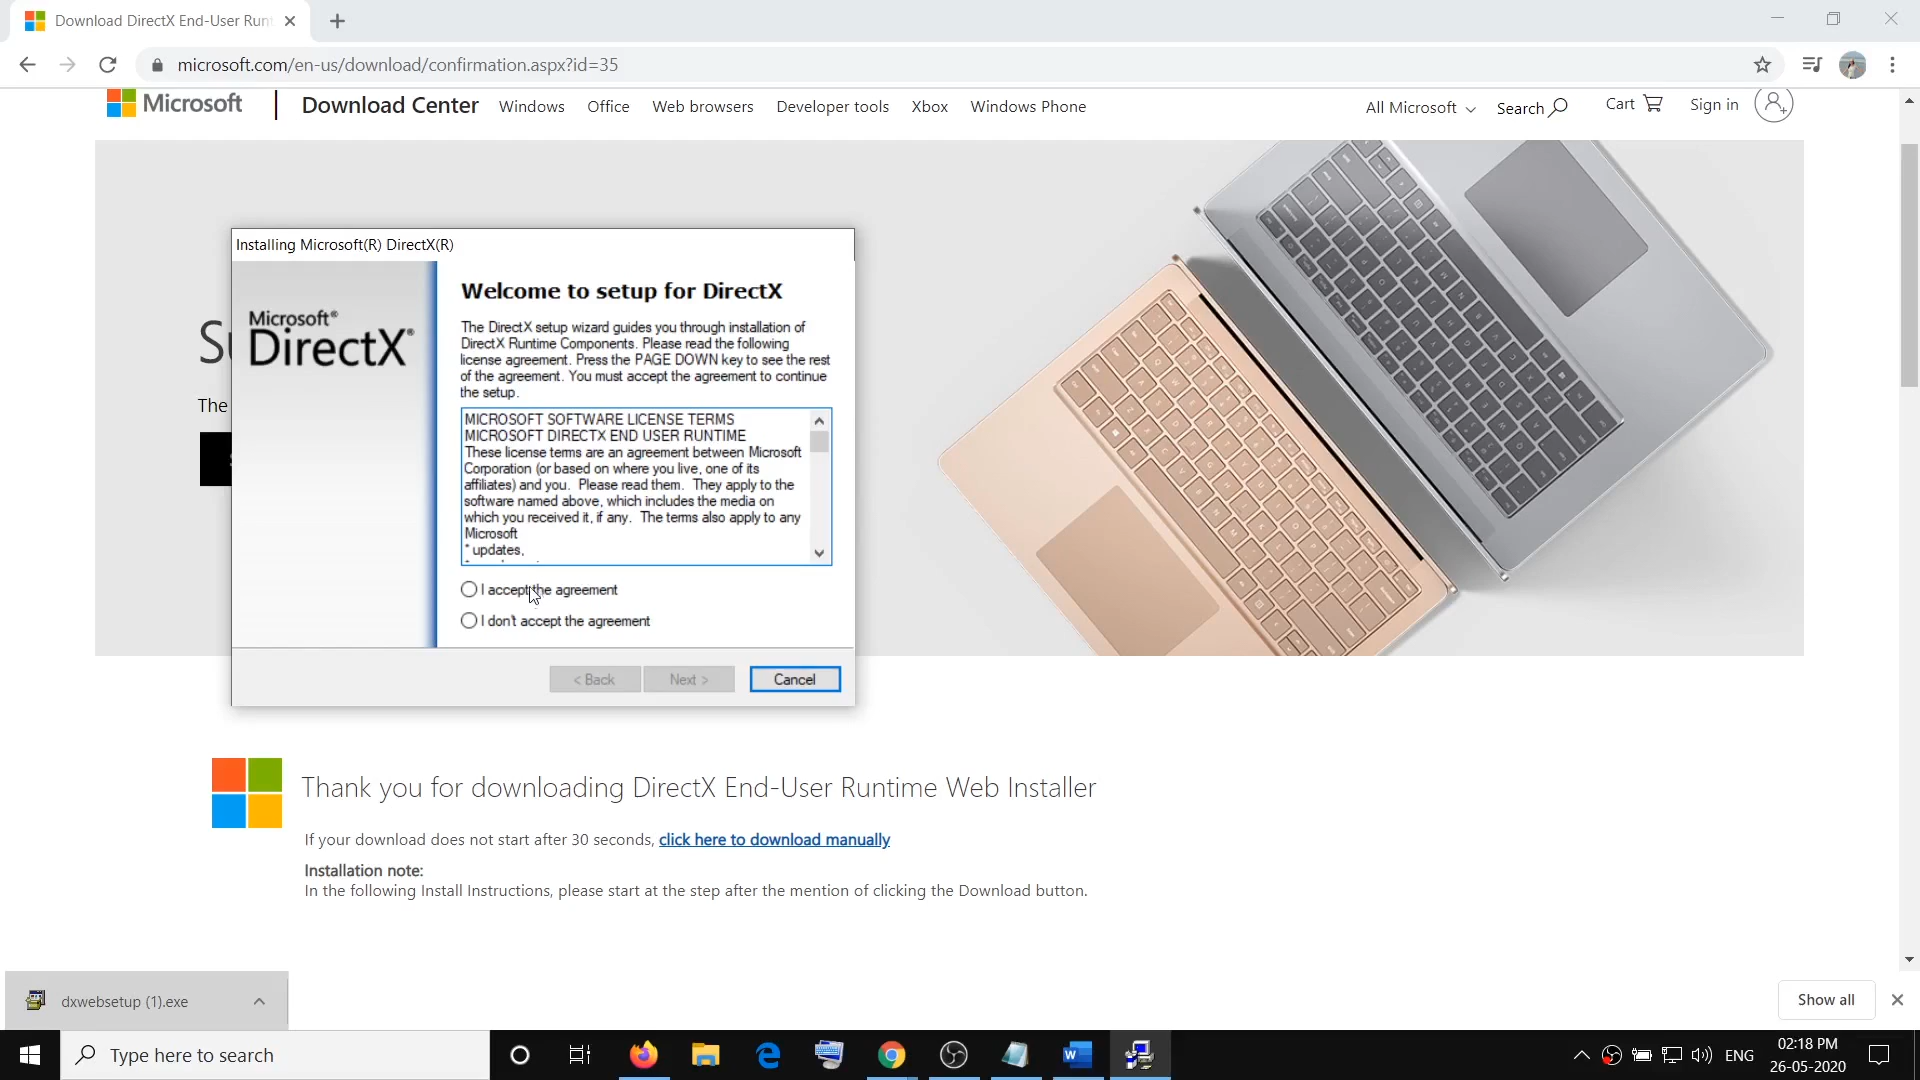 Download DirectX End-User Runt
microsoft.com/en-us/download/confirmation.aspx?id=35
Microsoft
Download Center
Windows
Office
Web browsers
Developer tools
Xbox
Windows Phone
All Microsoft
Search
Cart
Sign in
Installing Microsoft(R) DirectX(R)
Microsoft®
DirectX®
Welcome to setup for DirectX
The DirectX setup wizard guides you through installation of
DirectX Runtime Components. Please read the following
license agreement. Press the PAGE DOWN key to see the rest
of the agreement. You must accept the agreement to continue
the setup.
MICROSOFT SOFTWARE LICENSE TERMS
MICROSOFT DIRECTX END USER RUNTIME
These license terms are an agreement between Microsoft
Corporation (or based on where you live, one of its
affiliates) and you. Please read them. They apply to the
software named above, which includes the media on
which you received it, if any. The terms also apply to any
Microsoft
* updates,
I accept the agreement
I don't accept the agreement
< Back
Next >
Cancel
Su
The
Thank you for downloading DirectX End-User Runtime Web Installer
If your download does not start after 30 seconds, click here to download manually
Installation note:
In the following Install Instructions, please start at the step after the mention of clicking the Download button.
dxwebsetup (1).exe
Show all
Type here to search
ENG
02:18 PM
26-05-2020